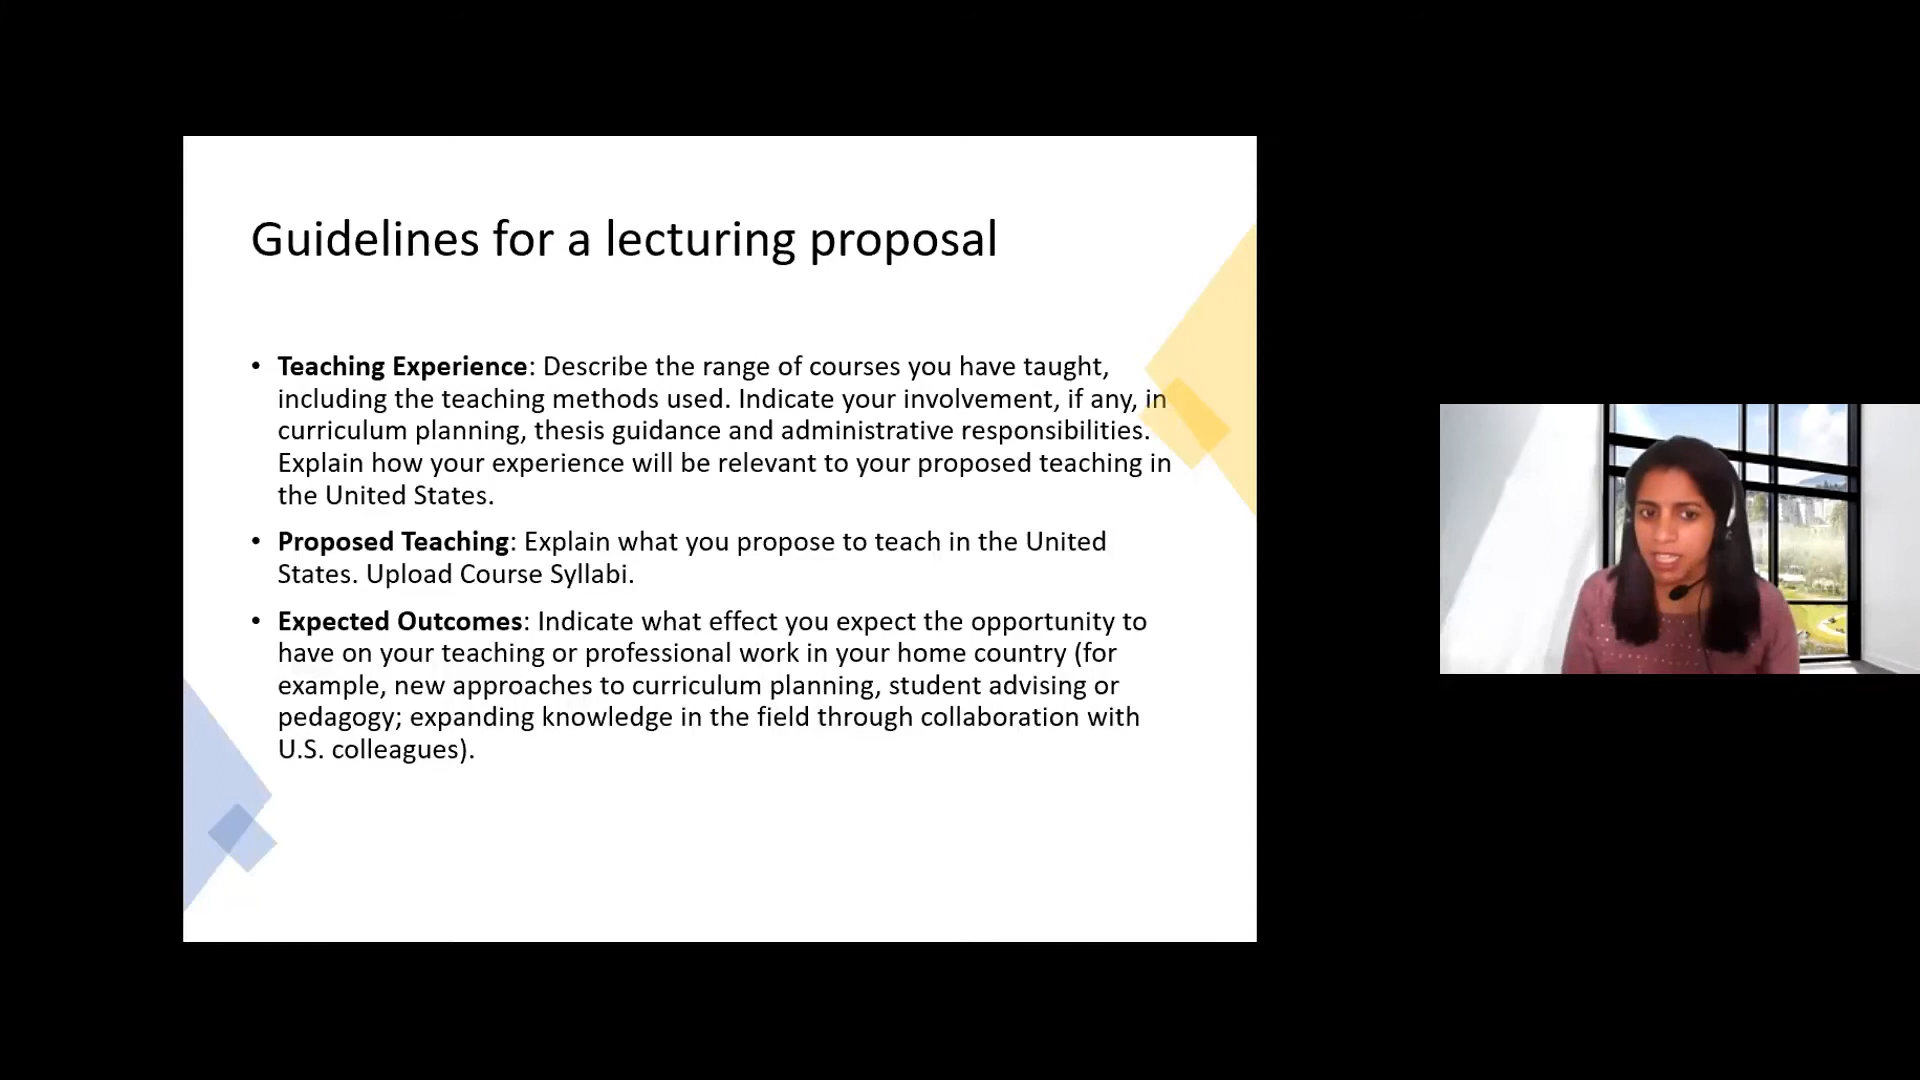 Guidelines for a lecturing proposal
• Teaching Experience: Describe the range of courses you have taught,
including the teaching methods used. Indicate your involvement, if any, in
curriculum planning, thesis guidance and administrative responsibilities.
Explain how your experience will be relevant to your proposed teaching in
the United States.
• Proposed Teaching: Explain what you propose to teach in the United
States. Upload Course Syllabi.
• Expected Outcomes: Indicate what effect you expect the opportunity to
have on your teaching or professional work in your home country (for
example, new approaches to curriculum planning, student advising or
pedagogy; expanding knowledge in the field through collaboration with
U.S. colleagues).